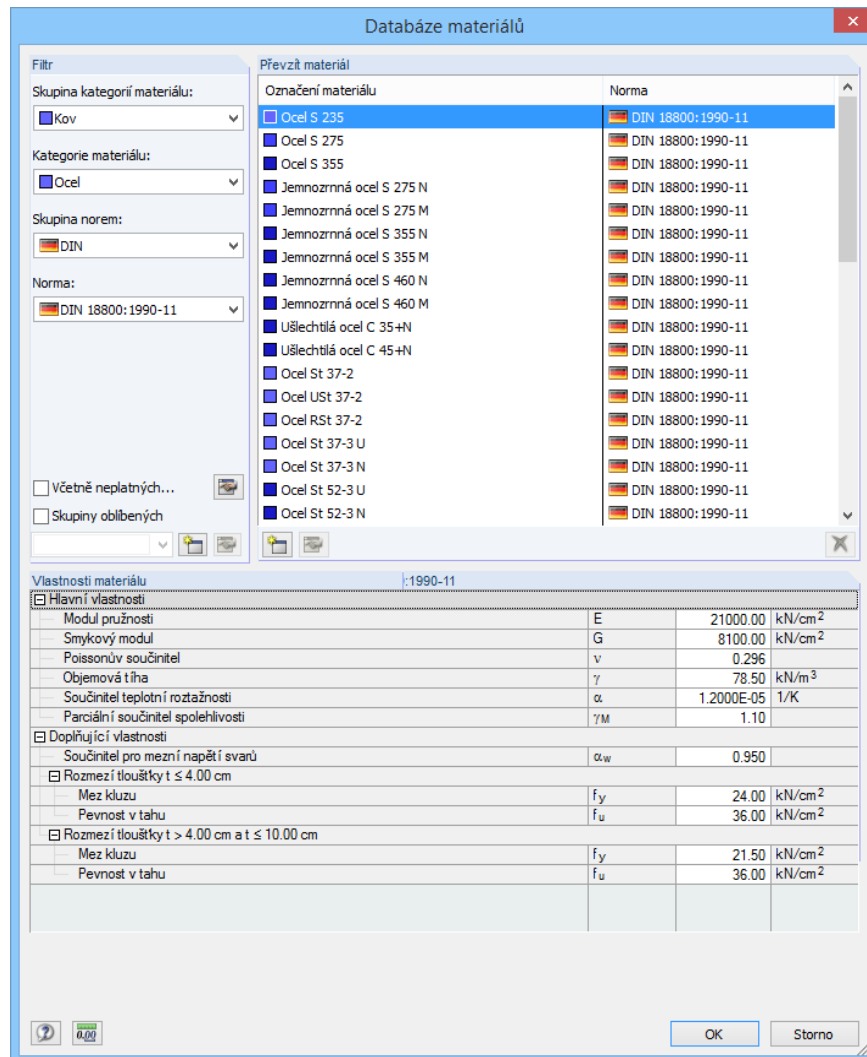 Databáze materiálů
Filtr
Skupina kategorií materiálu:
Kov
Kategorie materiálu:
Ocel
Skupina norem:
DIN
Norma:
DIN 18800:1990-11
Včetně neplatných...
Skupiny oblíbených
Převzít materiál
Označení materiálu Norma
Ocel S 235 DIN 18800:1990-11
Ocel S 275 DIN 18800:1990-11
Ocel S 355 DIN 18800:1990-11
Jemnozrnná ocel S 275 N DIN 18800:1990-11
Jemnozrnná ocel S 275 M DIN 18800:1990-11
Jemnozrnná ocel S 355 N DIN 18800:1990-11
Jemnozrnná ocel S 355 M DIN 18800:1990-11
Jemnozrnná ocel S 460 N DIN 18800:1990-11
Jemnozrnná ocel S 460 M DIN 18800:1990-11
Ušlechtilá ocel C 35+N DIN 18800:1990-11
Ušlechtilá ocel C 45+N DIN 18800:1990-11
Ocel St 37-2 DIN 18800:1990-11
Ocel USt 37-2 DIN 18800:1990-11
Ocel RSt 37-2 DIN 18800:1990-11
Ocel St 37-3 U DIN 18800:1990-11
Ocel St 37-3 N DIN 18800:1990-11
Ocel St 52-3 U DIN 18800:1990-11
Ocel St 52-3 N DIN 18800:1990-11
Vlastnosti materiálu :1990-11
Hlavní vlastnosti
Modul pružnosti E 21000.00 kN/cm²
Smykový modul G 8100.00 kN/cm²
Poissonův součinitel ν 0.296
Objemová tíha γ 78.50 kN/m³
Součinitel teplotní roztažnosti α 1.2000E-05 1/K
Parciální součinitel spolehlivosti γM 1.10
Doplňující vlastnosti
Součinitel pro mezní napětí svarů αw 0.950
Rozmezí tloušťky t ≤ 4.00 cm
Mez kluzu fy 24.00 kN/cm²
Pevnost v tahu fu 36.00 kN/cm²
Rozmezí tloušťky t > 4.00 cm a t ≤ 10.00 cm
Mez kluzu fy 21.50 kN/cm²
Pevnost v tahu fu 36.00 kN/cm²
0.00
OK Storno